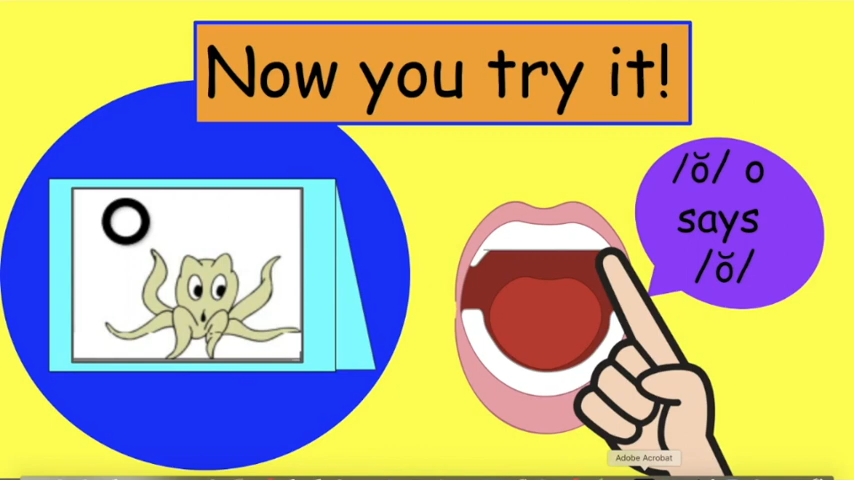 Now you try it!
o
/ŏ/ o
says
/ŏ/
Adobe Acrobat